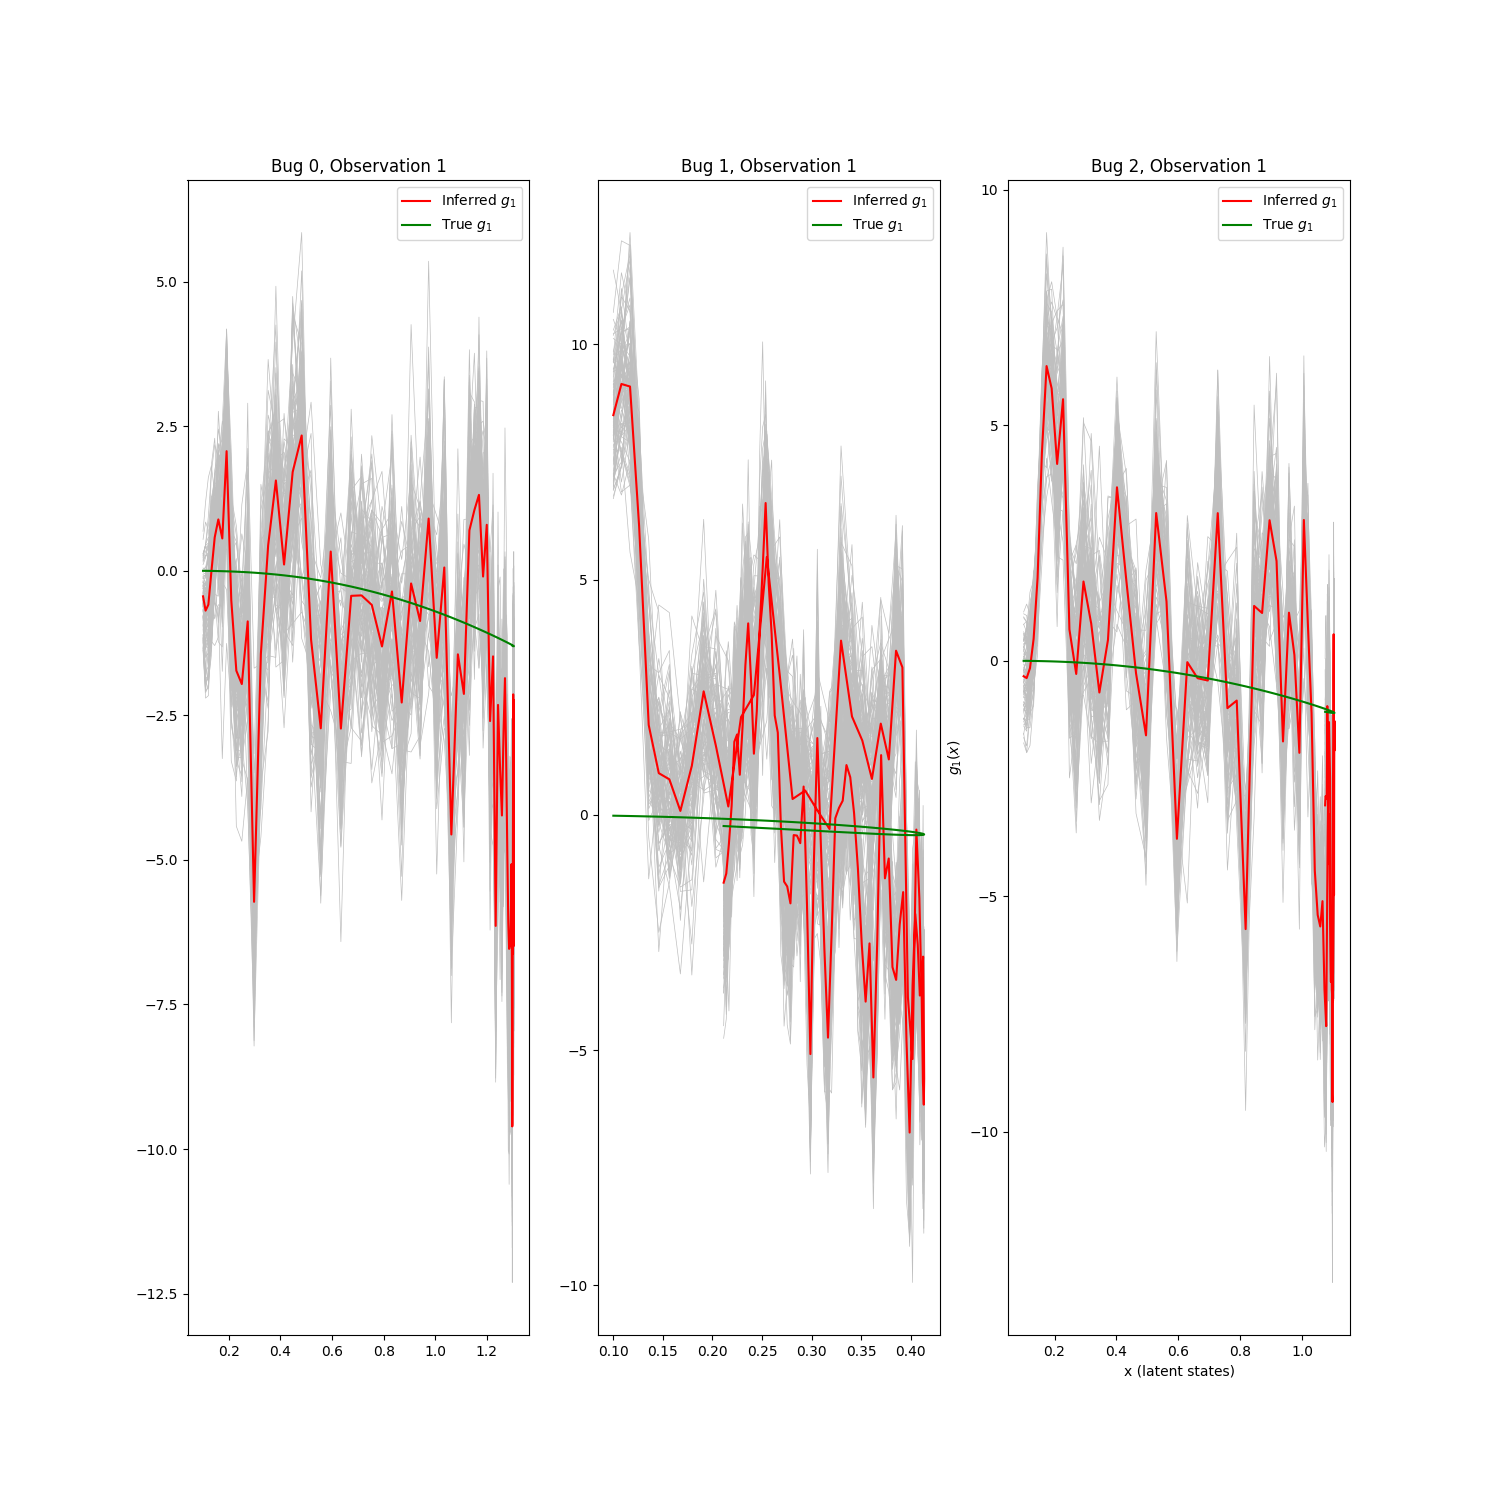 Bug 0, Observation 1
Inferred g₁
True g₁
5.0
2.5
0.0
−2.5
−5.0
−7.5
−10.0
−12.5
0.2 0.4 0.6 0.8 1.0 1.2
Bug 1, Observation 1
Inferred g₁
True g₁
10
5
0
−5
−10
0.10 0.15 0.20 0.25 0.30 0.35 0.40
Bug 2, Observation 1
Inferred g₁
True g₁
g₁(x)
10
5
0
−5
−10
0.2 0.4 0.6 0.8 1.0
x (latent states)